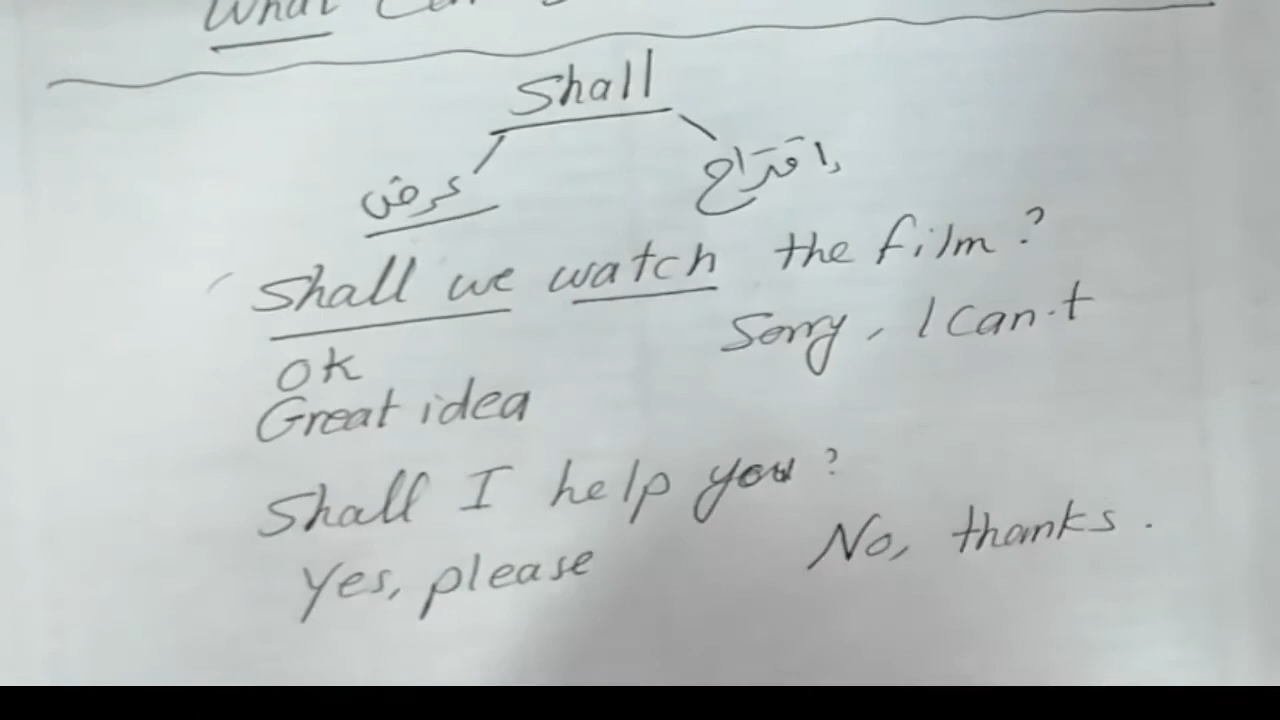 What
Shall
عرض
اقتراح
Shall we watch the film?
Sorry, I can't
ok
Great idea
Shall I help you?
Yes, please
No, thanks.